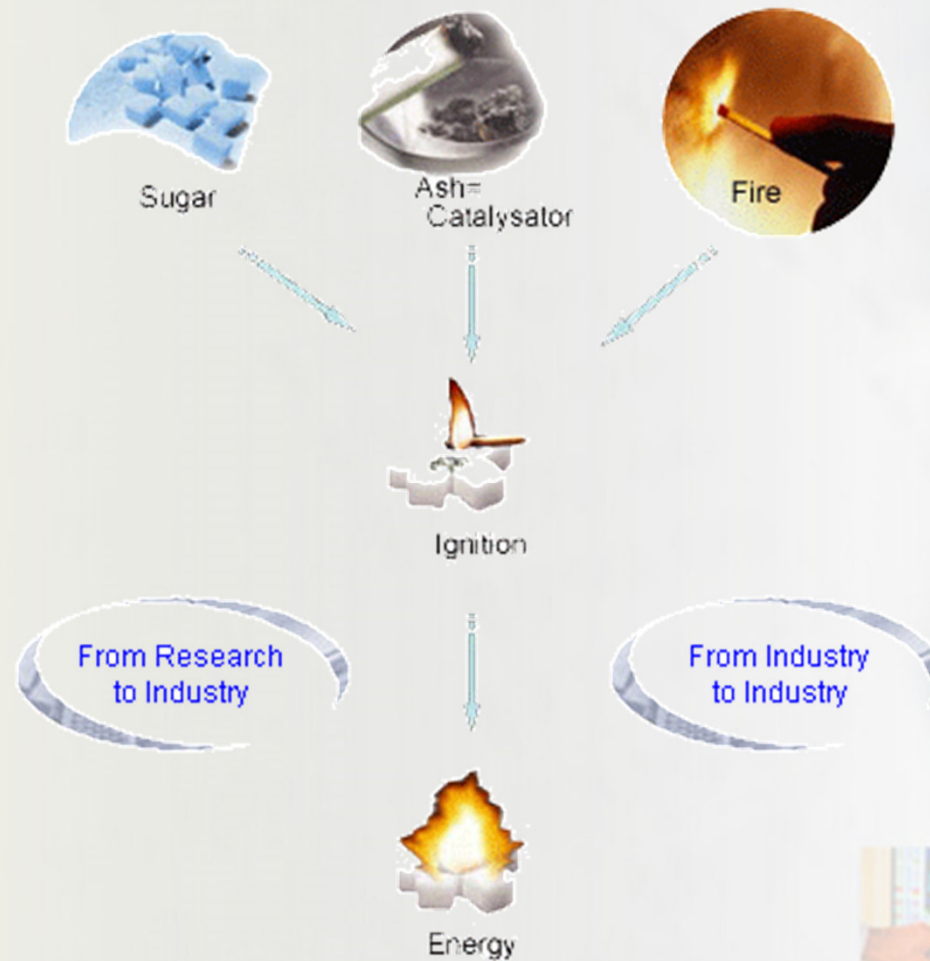 Sugar
Ash=
Catalysator
Fire
Ignition
From Research
to Industry
From Industry
to Industry
Energy